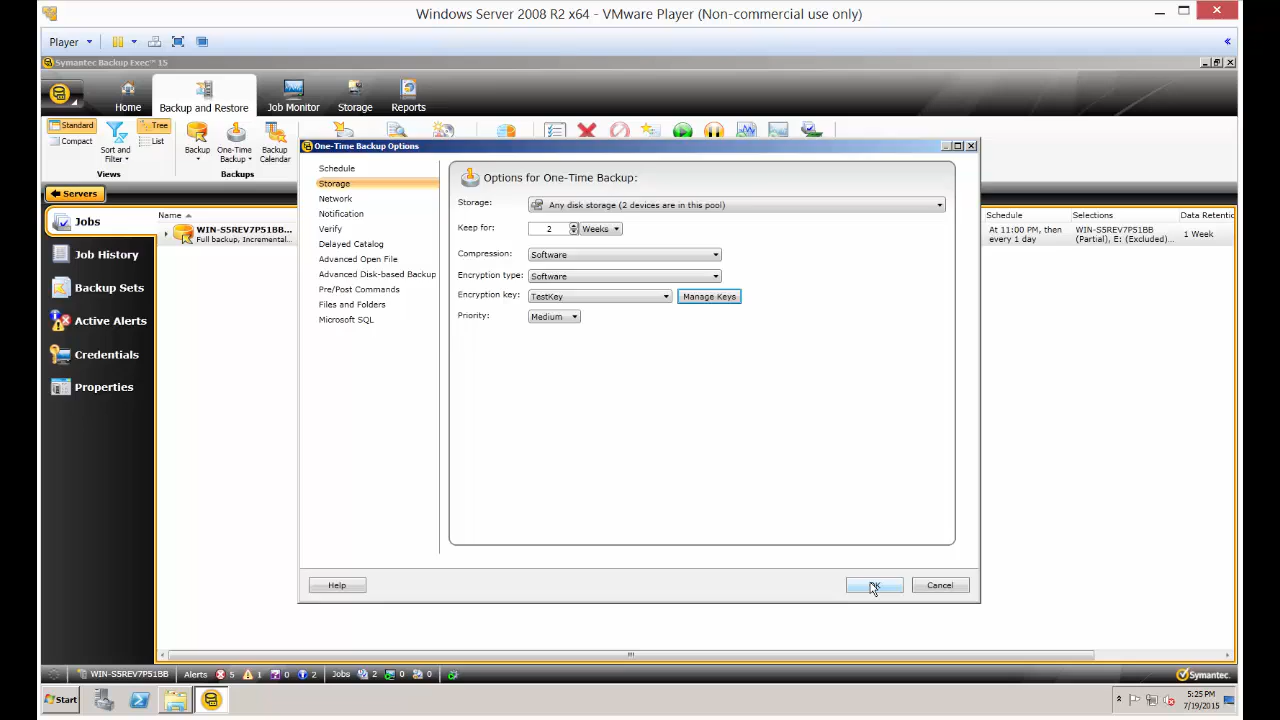 Windows Server 2008 R2 x64 - VMware Player (Non-commercial use only)
Player
Symantec Backup Exec™ 15
Home
Backup and Restore
Job Monitor
Storage
Reports
Standard
Compact
Sort and
Filter
Tree
List
Views
Backup
One-Time
Backup
Backup
Calendar
Backups
Servers
Jobs
Job History
Backup Sets
Active Alerts
Credentials
Properties
Name
WIN-S5REV7P51BB...
Full backup, Incremental...
Schedule
Selections
Data Retenti
At 11:00 PM, then
every 1 day
WIN-S5REV7P51BB
(Partial), E: (Excluded)...
1 Week
One-Time Backup Options
Schedule
Storage
Network
Notification
Verify
Delayed Catalog
Advanced Open File
Advanced Disk-based Backup
Pre/Post Commands
Files and Folders
Microsoft SQL
Options for One-Time Backup:
Storage:
Any disk storage (2 devices are in this pool)
Keep for:
2
Weeks
Compression:
Software
Encryption type:
Software
Encryption key:
TestKey
Manage Keys
Priority:
Medium
Help
OK
Cancel
WIN-S5REV7P51BB
Alerts
5
1
0
2
Jobs
2
0
0
Symantec.
Start
5:25 PM
7/19/2015